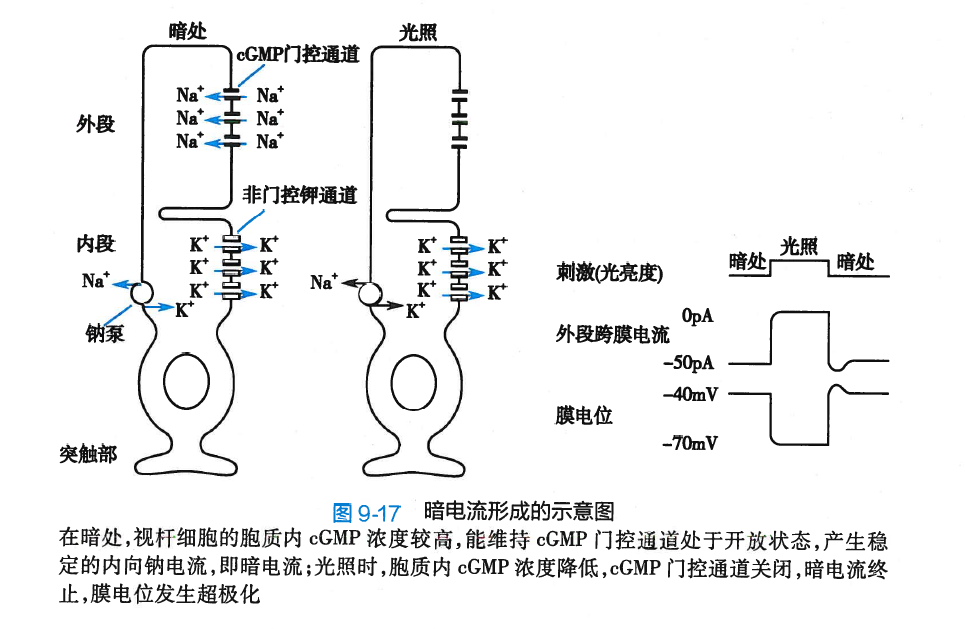 暗处
光照
cGMP门控通道
Na⁺ Na⁺
Na⁺ Na⁺
Na⁺ Na⁺
外段
非门控钾通道
内段
K⁺ K⁺
K⁺ K⁺
K⁺ K⁺
Na⁺
K⁺
钠泵
K⁺ K⁺
K⁺ K⁺
K⁺ K⁺
Na⁺
K⁺
突触部
刺激(光亮度)
暗处
光照
暗处
外段跨膜电流
0pA
-50pA
膜电位
-40mV
-70mV
图 9-17 暗电流形成的示意图
在暗处,视杆细胞的胞质内 cGMP 浓度较高,能维持 cGMP 门控通道处于开放状态,产生稳
定的内向钠电流,即暗电流;光照时,胞质内 cGMP 浓度降低,cGMP 门控通道关闭,暗电流终
止,膜电位发生超极化